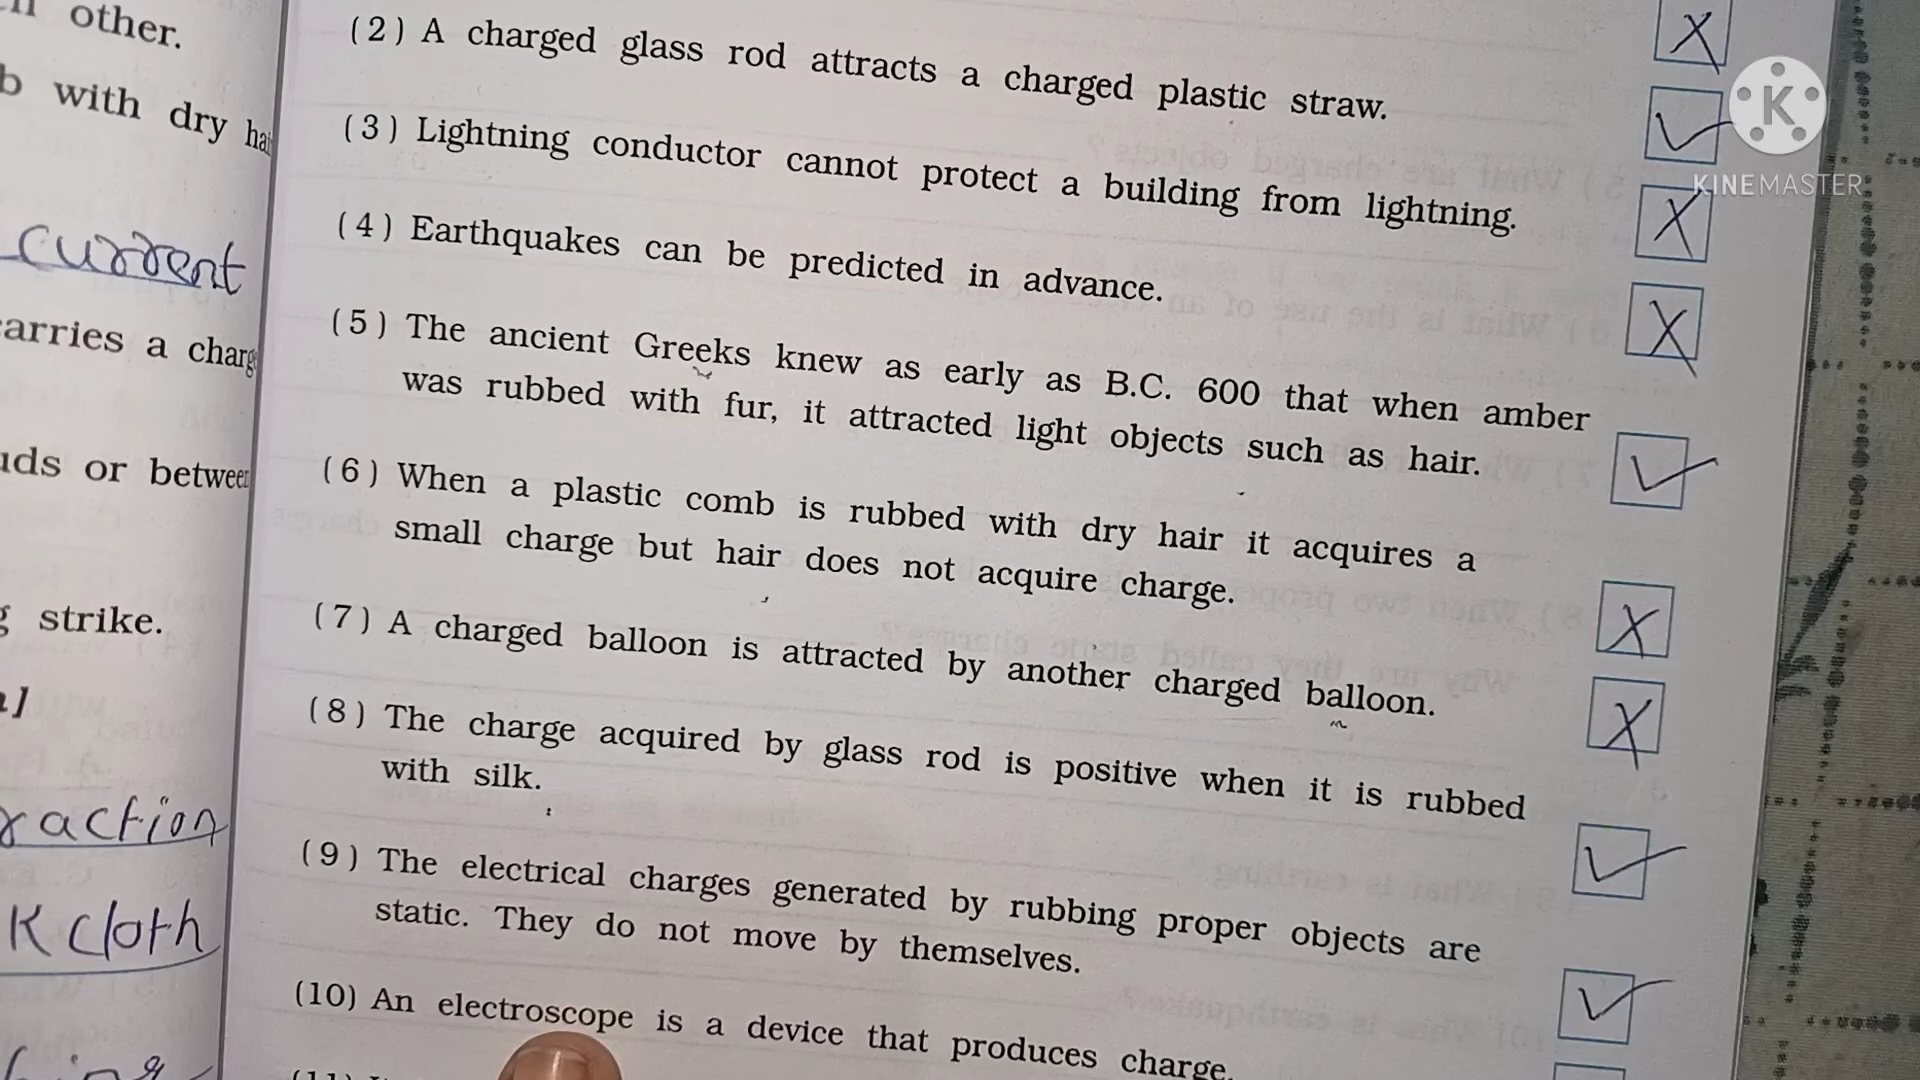 other.
with dry
current
a
or
strike.
action
K cloth
(2) A charged glass rod attracts a charged plastic straw.
(3) Lightning conductor cannot protect a building from lightning.
(4) Earthquakes can be predicted in advance.
(5) The ancient Greeks knew as early as B.C. 600 that when amber
was rubbed with fur, it attracted light objects such as hair.
(6) When a plastic comb is rubbed with dry hair it acquires a
small charge but hair does not acquire charge.
(7) A charged balloon is attracted by another charged balloon.
(8) The charge acquired by glass rod is positive when it is rubbed
with silk.
(9) The electrical charges generated by rubbing proper objects are
static. They do not move by themselves.
(10) An electroscope is a device that produces charge.
K
KINEMASTER